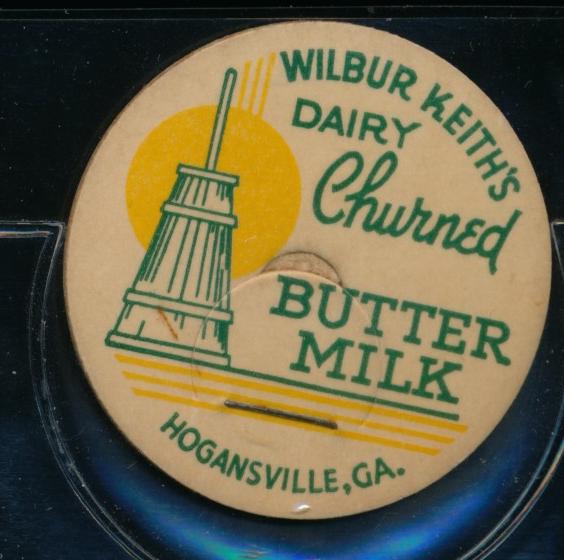 WILBUR KEITH'S
DAIRY
Churned
BUTTER
MILK
HOGANSVILLE, GA.